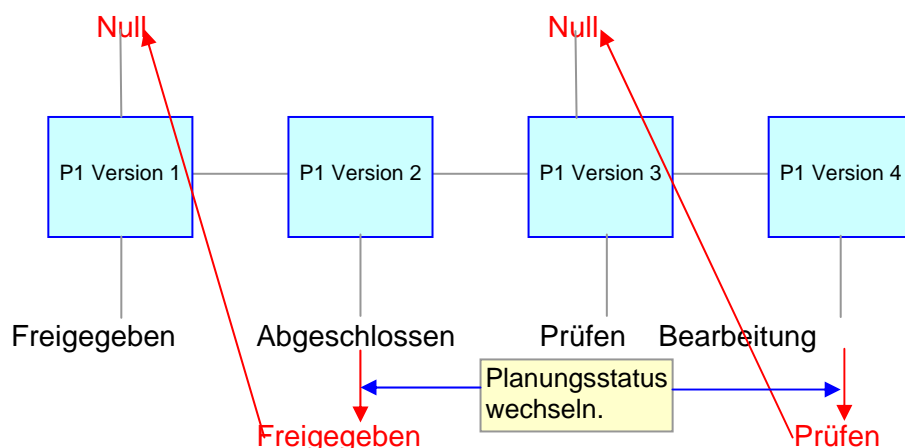 Null
Null
P1 Version 1
P1 Version 2
P1 Version 3
P1 Version 4
Freigegeben
Abgeschlossen
Prüfen
Bearbeitung
Planungsstatus
wechseln.
Freigegeben
Prüfen